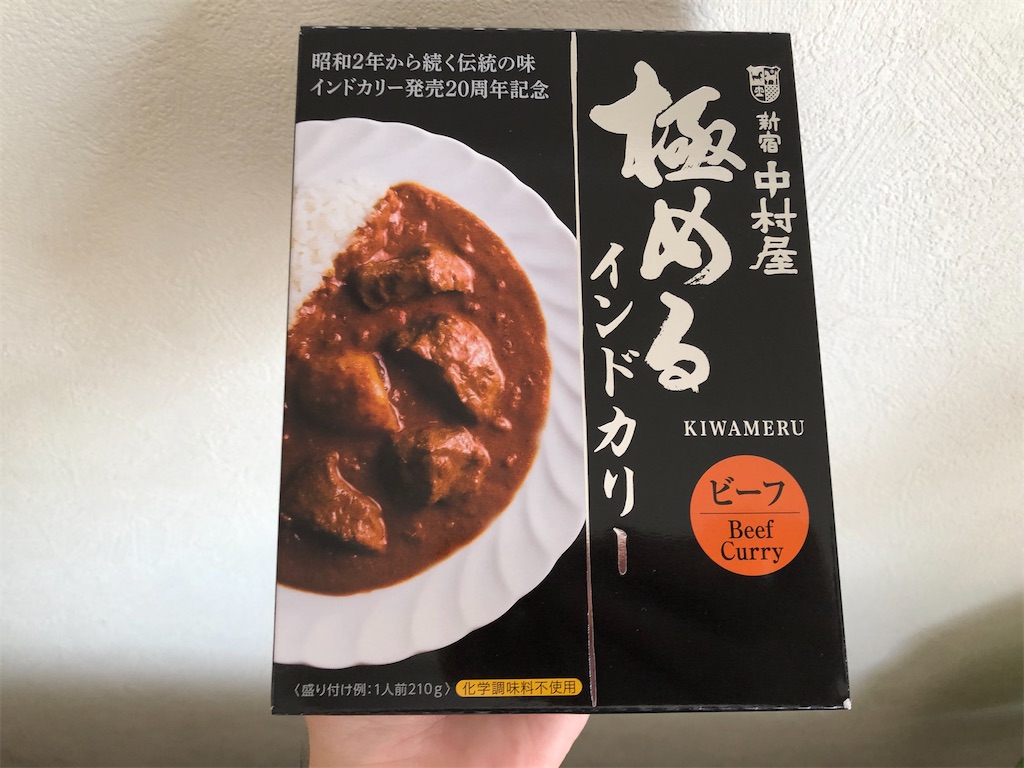 昭和2年から続く伝統の味
インドカリー発売20周年記念
新宿
中村屋
極める
インドカリー
KIWAMERU
ビーフ
Beef
Curry
〈盛り付け例:1人前210g〉 化学調味料不使用